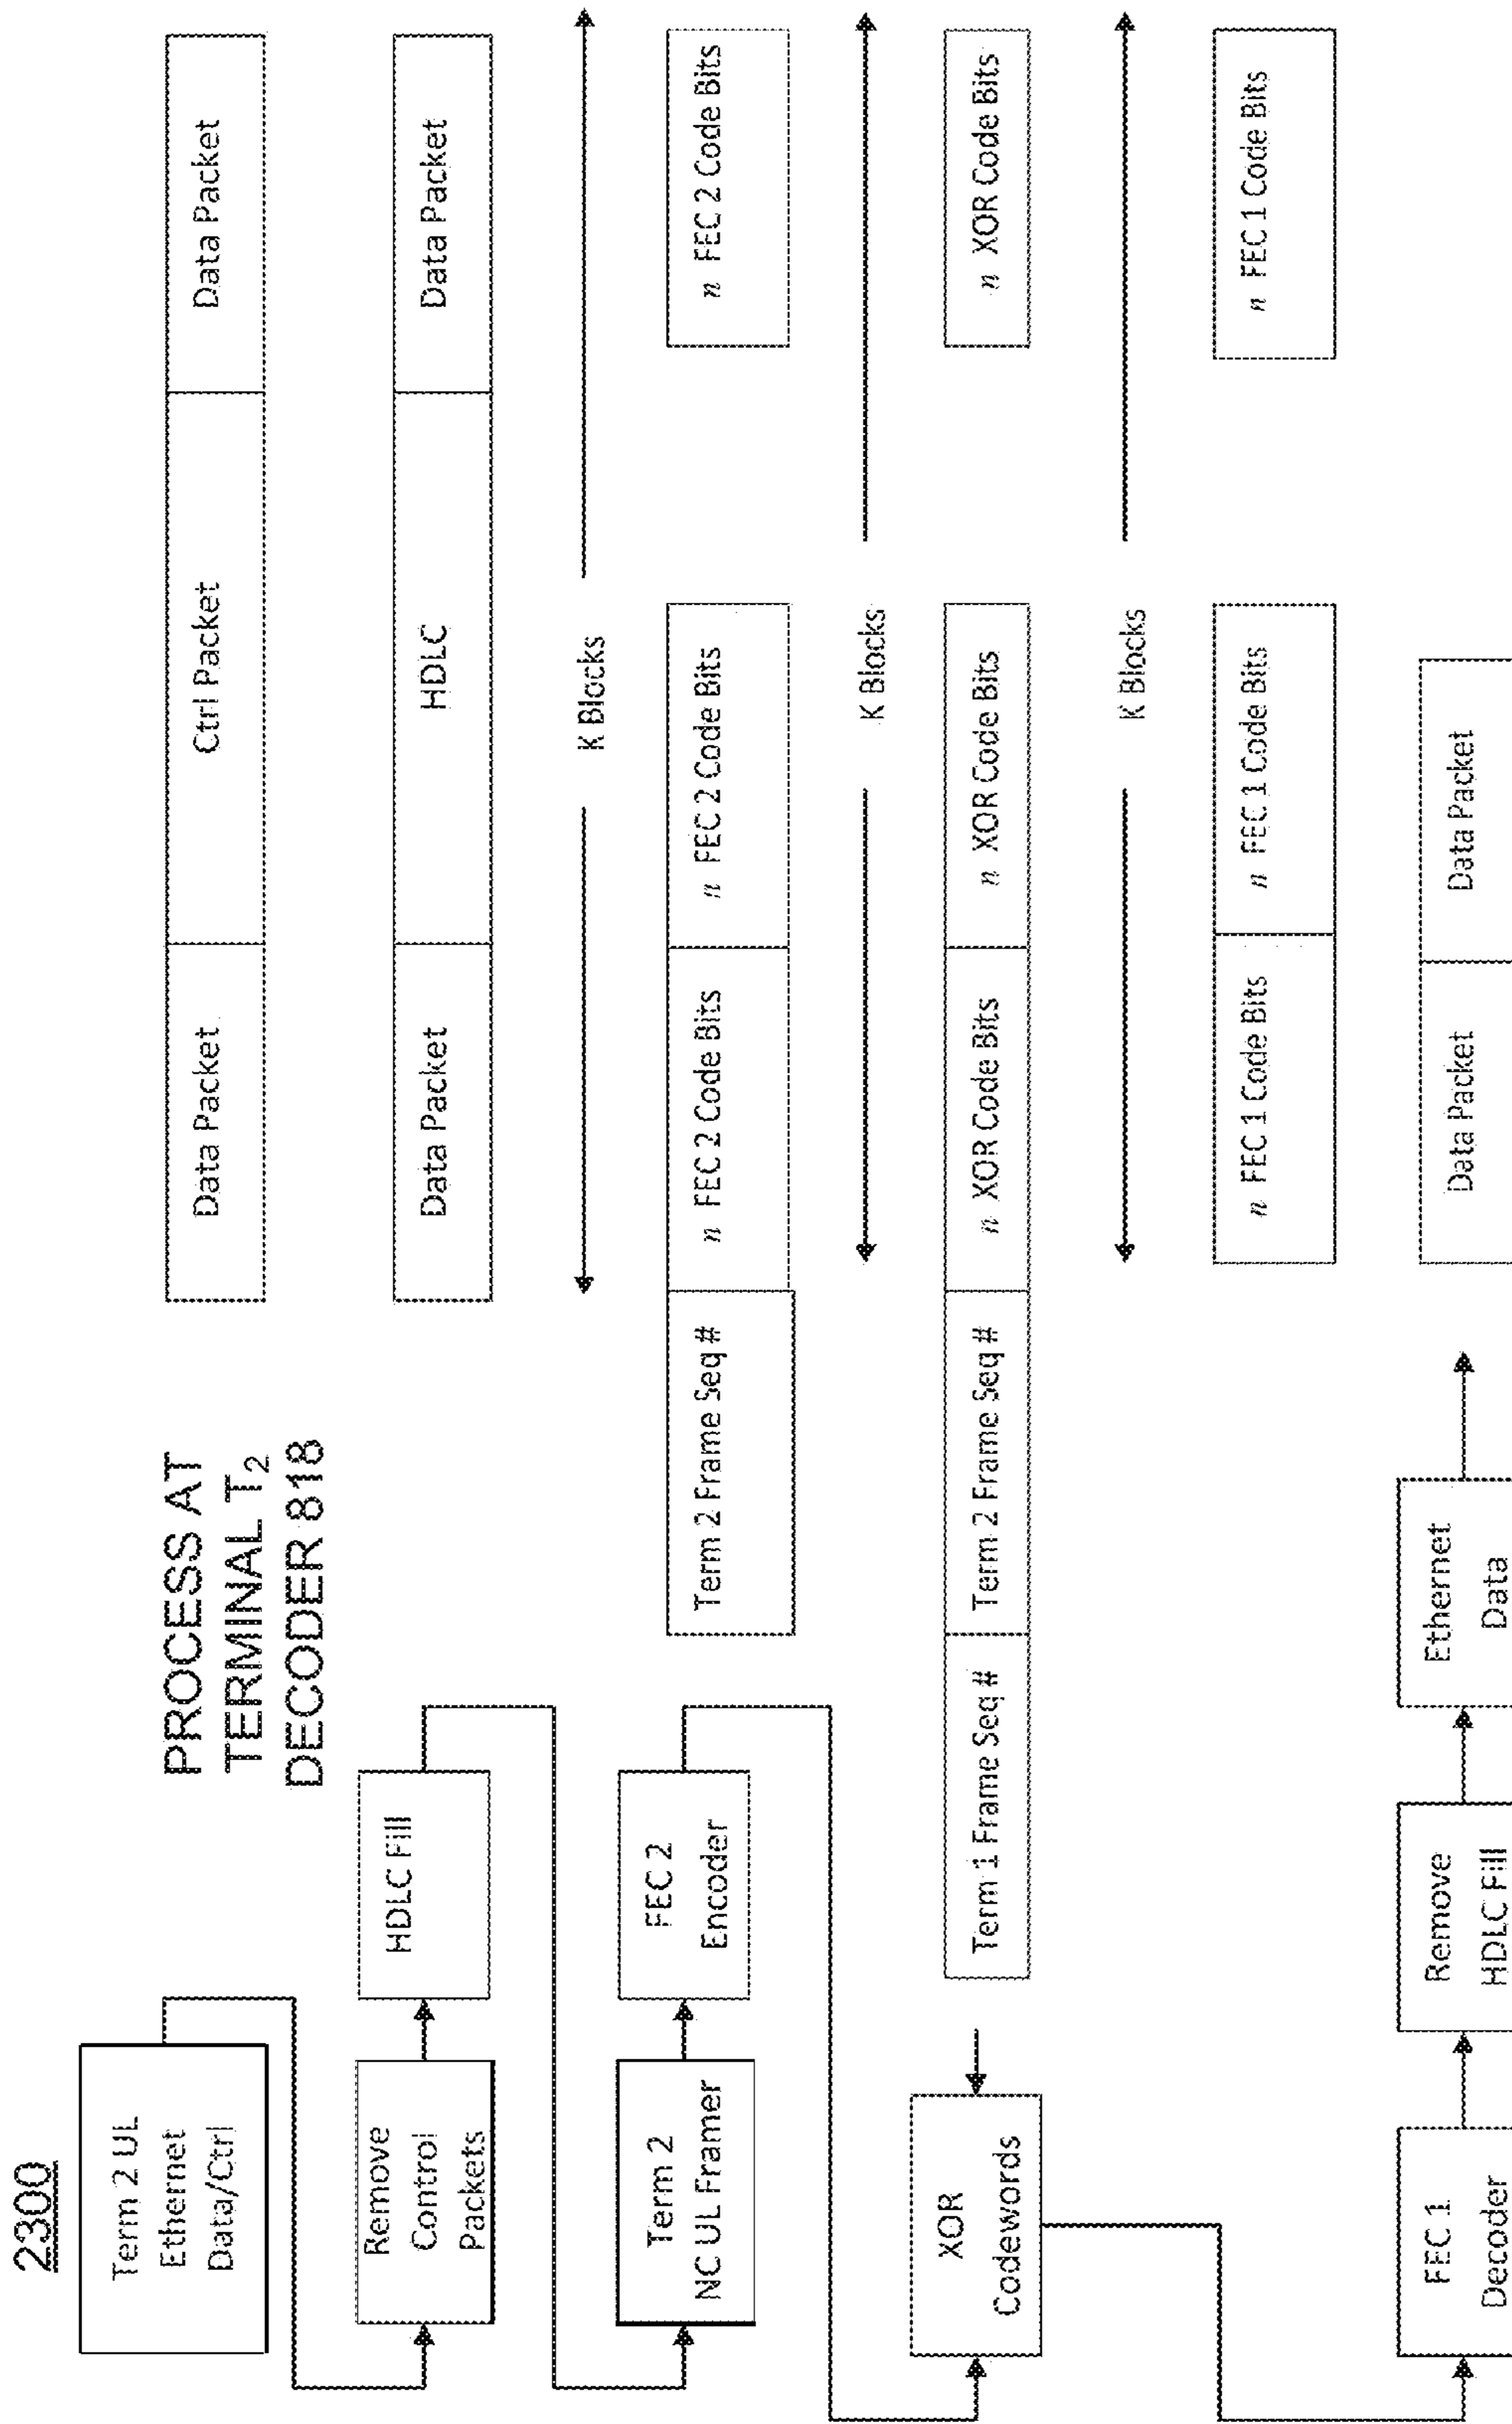 2300
PROCESS AT
TERMINAL T₂
DECODER 818
Term 2 UL
Ethernet
Data/Ctrl
Data Packet
Ctrl Packet
Data Packet
Remove
Control
Packets
HDLC Fill
Data Packet
HDLC
Data Packet
K Blocks
Term 2
NC UL Framer
FEC 2
Encoder
Term 2 Frame Seq #
n FEC 2 Code Bits
n FEC 2 Code Bits
n FEC 2 Code Bits
K Blocks
XOR
Codewords
Term 1 Frame Seq #
Term 2 Frame Seq #
n XOR Code Bits
n XOR Code Bits
n XOR Code Bits
K Blocks
n FEC 1 Code Bits
n FEC 1 Code Bits
n FEC 1 Code Bits
FEC 1
Decoder
Remove
HDLC Fill
Ethernet
Data
Data Packet
Data Packet